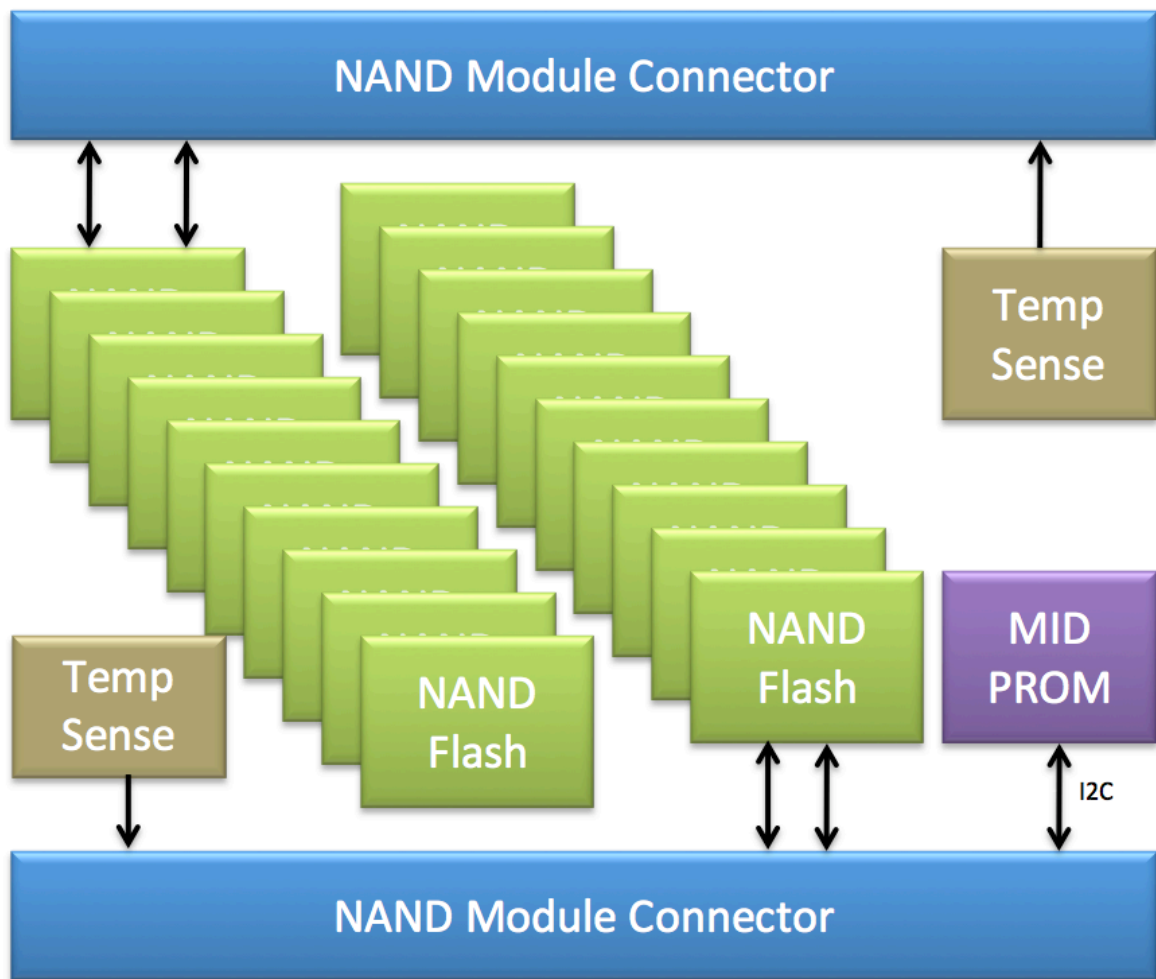 NAND Module Connector
Temp
Sense
NAND
Flash
MID
PROM
Temp
Sense
NAND
Flash
I2C
NAND Module Connector